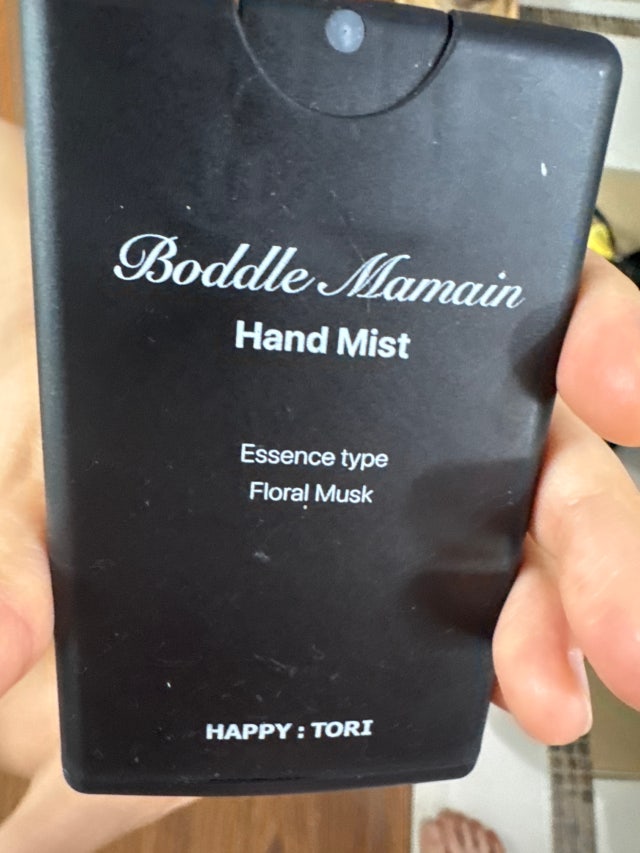 Boddle Mamain
Hand Mist
Essence type
Floral Musk
HAPPY : TORI